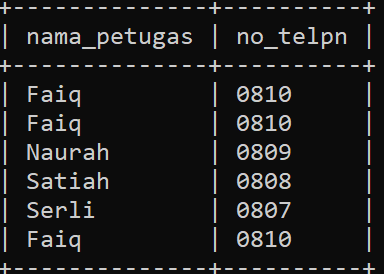 +--------------+----------+
| nama_petugas | no_telpn |
+--------------+----------+
| Faiq         | 0810     |
| Faiq         | 0810     |
| Naurah       | 0809     |
| Satiah       | 0808     |
| Serli        | 0807     |
| Faiq         | 0810     |
+--------------+----------+